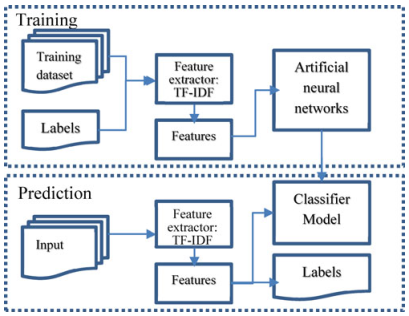 Training
Training
dataset
Labels
Feature
extractor:
TF-IDF
Features
Artificial
neural
networks
Prediction
Input
Feature
extractor:
TF-IDF
Features
Classifier
Model
Labels